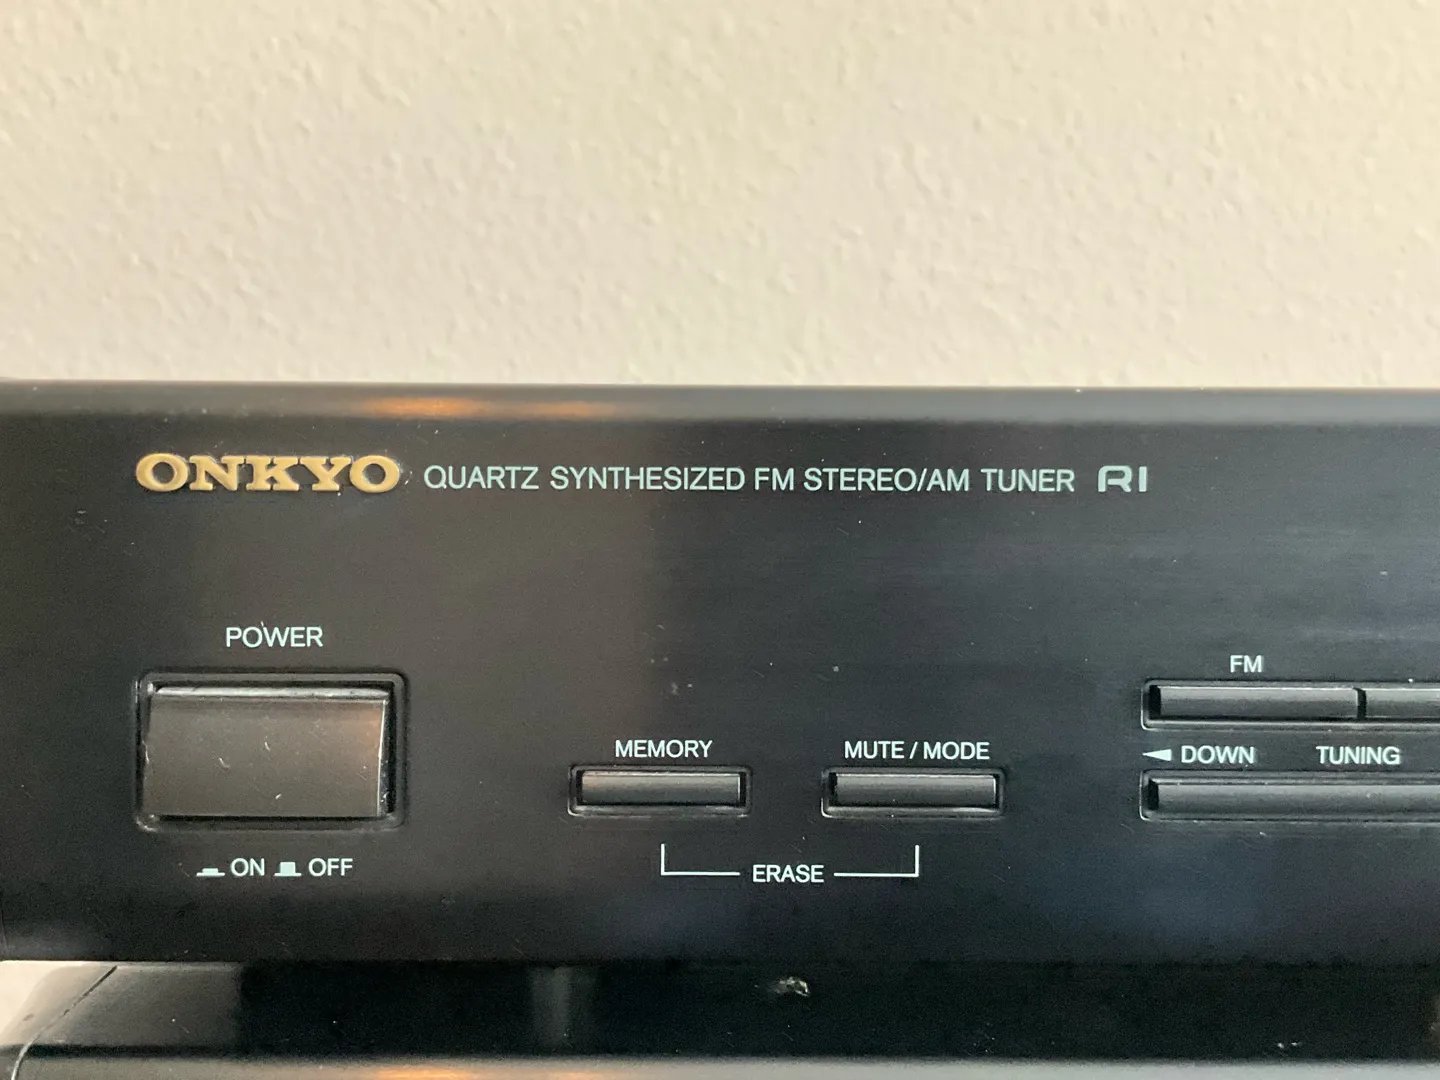 ONKYO QUARTZ SYNTHESIZED FM STEREO/AM TUNER RI
POWER
FM
MEMORY
MUTE / MODE
DOWN TUNING
ON OFF
ERASE